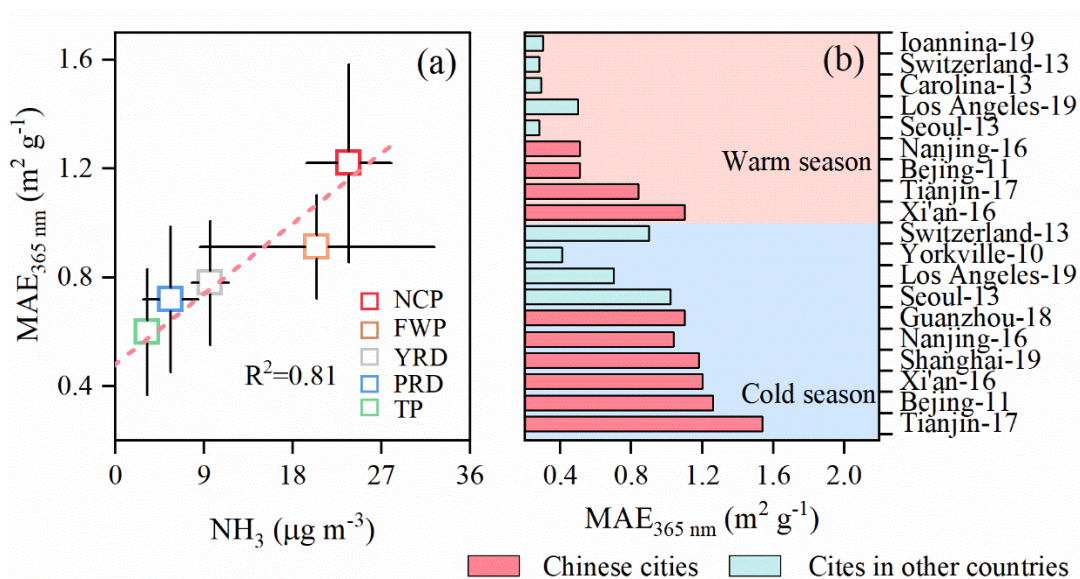 (a)
MAE365 nm (m2 g-1)
1.6
1.2
0.8
0.4
NCP
FWP
YRD
PRD
TP
R2=0.81
0 9 18 27 36
NH3 (μg m-3)
(b)
Warm season
Cold season
Ioannina-19
Switzerland-13
Carolina-13
Los Angeles-19
Seoul-13
Nanjing-16
Bejing-11
Tianjin-17
Xi'an-16
Switzerland-13
Yorkville-10
Los Angeles-19
Seoul-13
Guanzhou-18
Nanjing-16
Shanghai-19
Xi'an-16
Bejing-11
Tianjin-17
0.4 0.8 1.2 1.6 2.0
MAE365 nm (m2 g-1)
Chinese cities
Cites in other countries